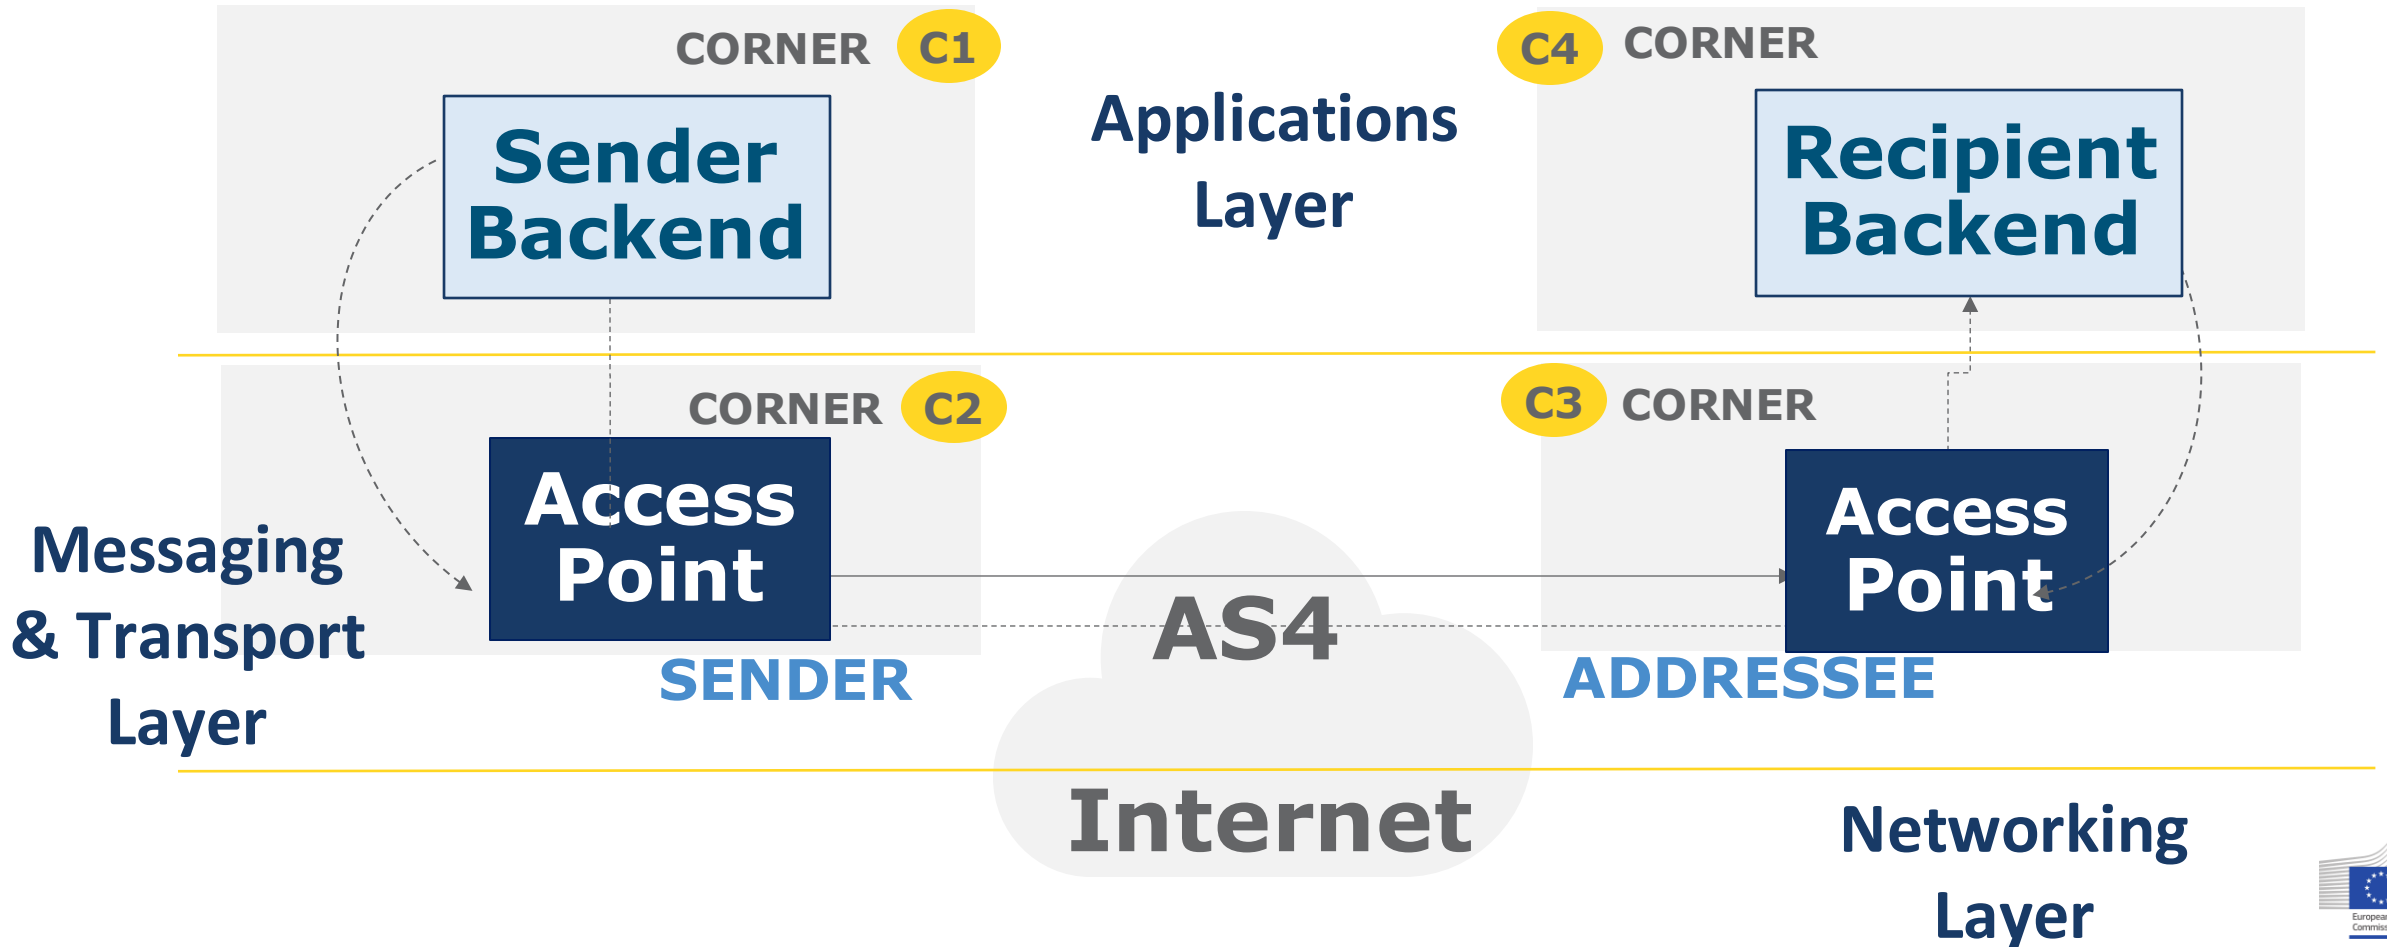 CORNER C1
Sender
Backend
Applications
Layer
C4 CORNER
Recipient
Backend
CORNER C2
Access
Point
SENDER
C3 CORNER
Access
Point
ADDRESSEE
Messaging
& Transport
Layer
AS4
Internet
Networking
Layer
European